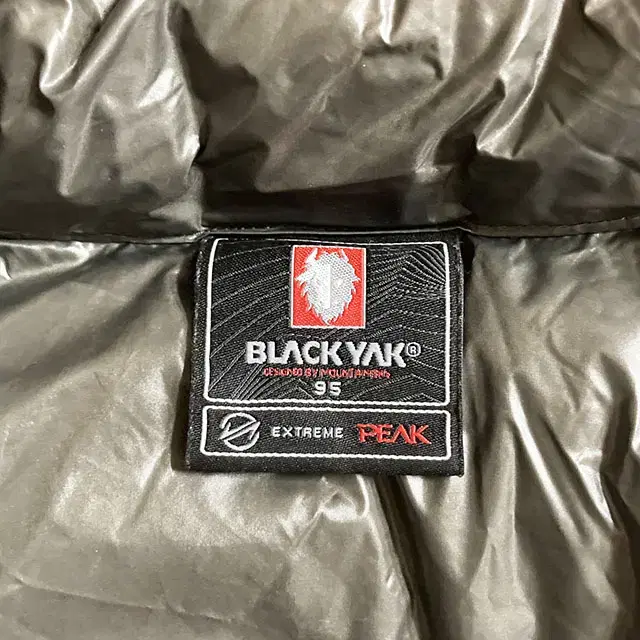 BLACKYAK®
DESIGNED BY MOUNTAINEERS
95
EXTREME PEAK